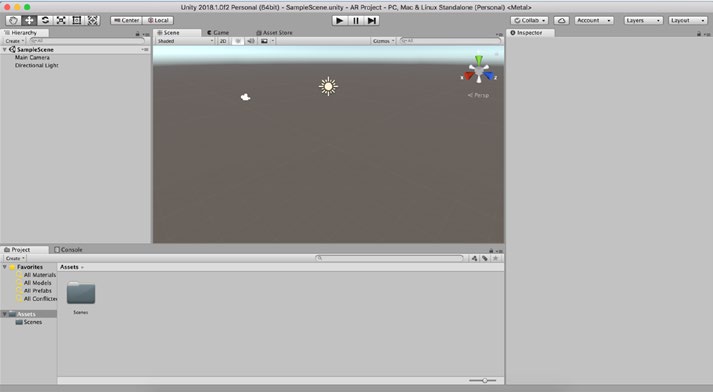 Unity 2018.1.0f2 Personal (64bit) - SampleScene.unity - AR Project - PC, Mac & Linux Standalone (Personal) <Metal>
Center Local Collab Account Layers Layout
Hierarchy Scene Game Asset Store Inspector
Create All Shaded 2D Gizmos All
SampleScene
Main Camera
Directional Light
X Z
Persp
Project Console
Create
Favorites Assets
All Materials
All Models
All Prefabs
All Conflicted
Assets Scenes
Scenes